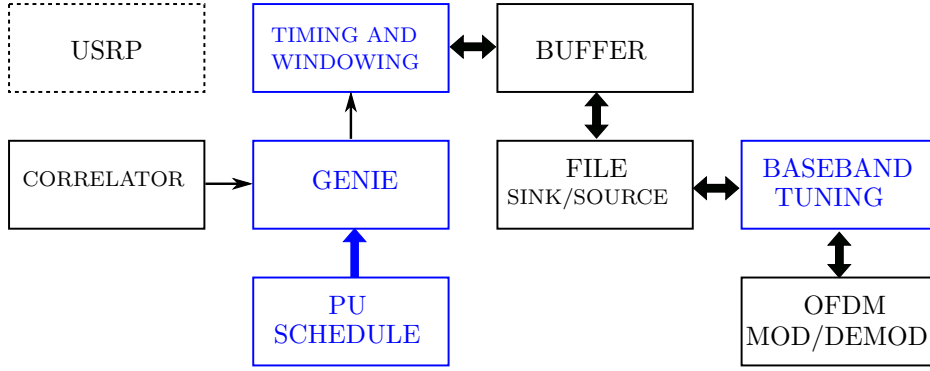 USRP
TIMING AND
WINDOWING
BUFFER
CORRELATOR
GENIE
FILE
SINK/SOURCE
BASEBAND
TUNING
PU
SCHEDULE
OFDM
MOD/DEMOD